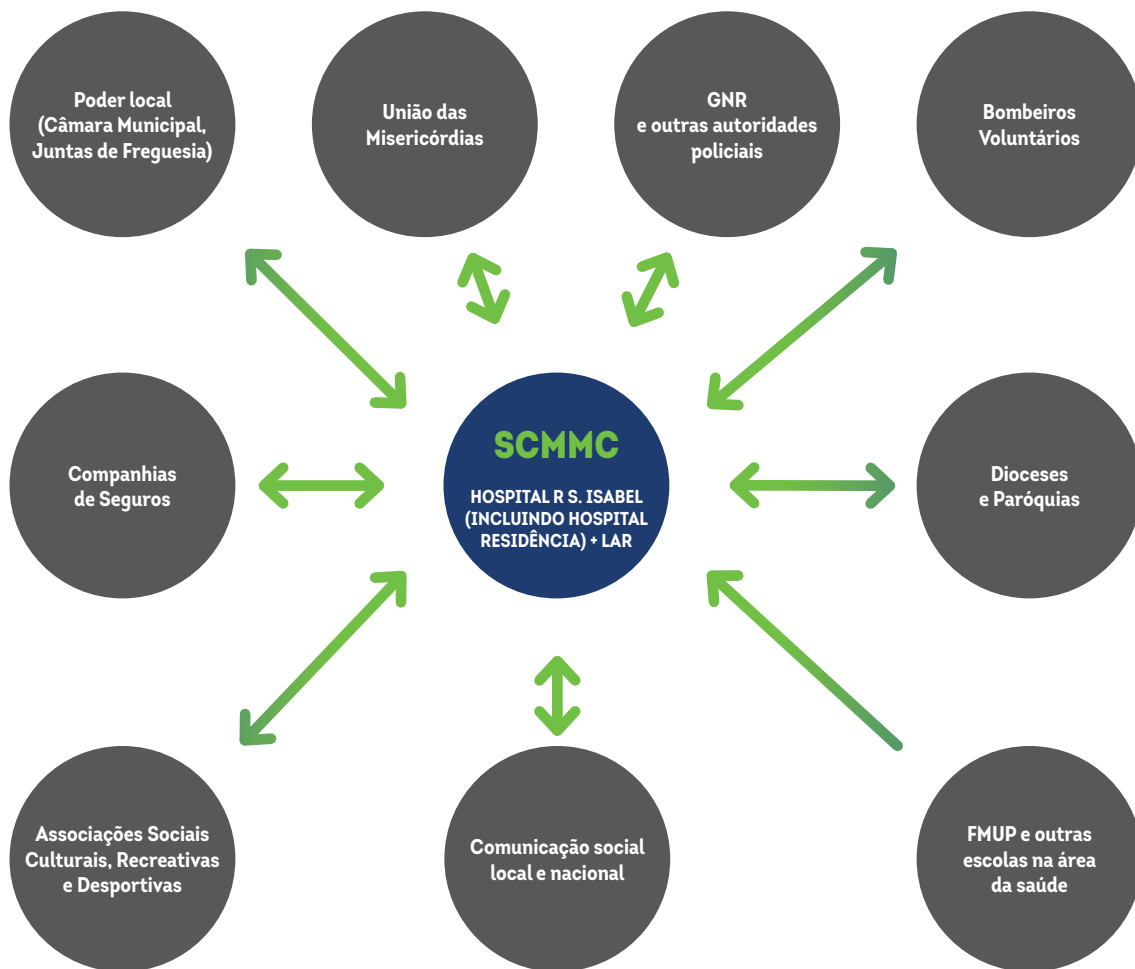 Poder local
(Câmara Municipal,
Juntas de Freguesia)
União das
Misericórdias
GNR
e outras autoridades
policiais
Bombeiros
Voluntários
Companhias
de Seguros
SCMMC
HOSPITAL R S. ISABEL
(INCLUINDO HOSPITAL
RESIDÊNCIA) + LAR
Dioceses
e Paróquias
Associações Sociais
Culturais, Recreativas
e Desportivas
Comunicação social
local e nacional
FMUP e outras
escolas na área
da saúde